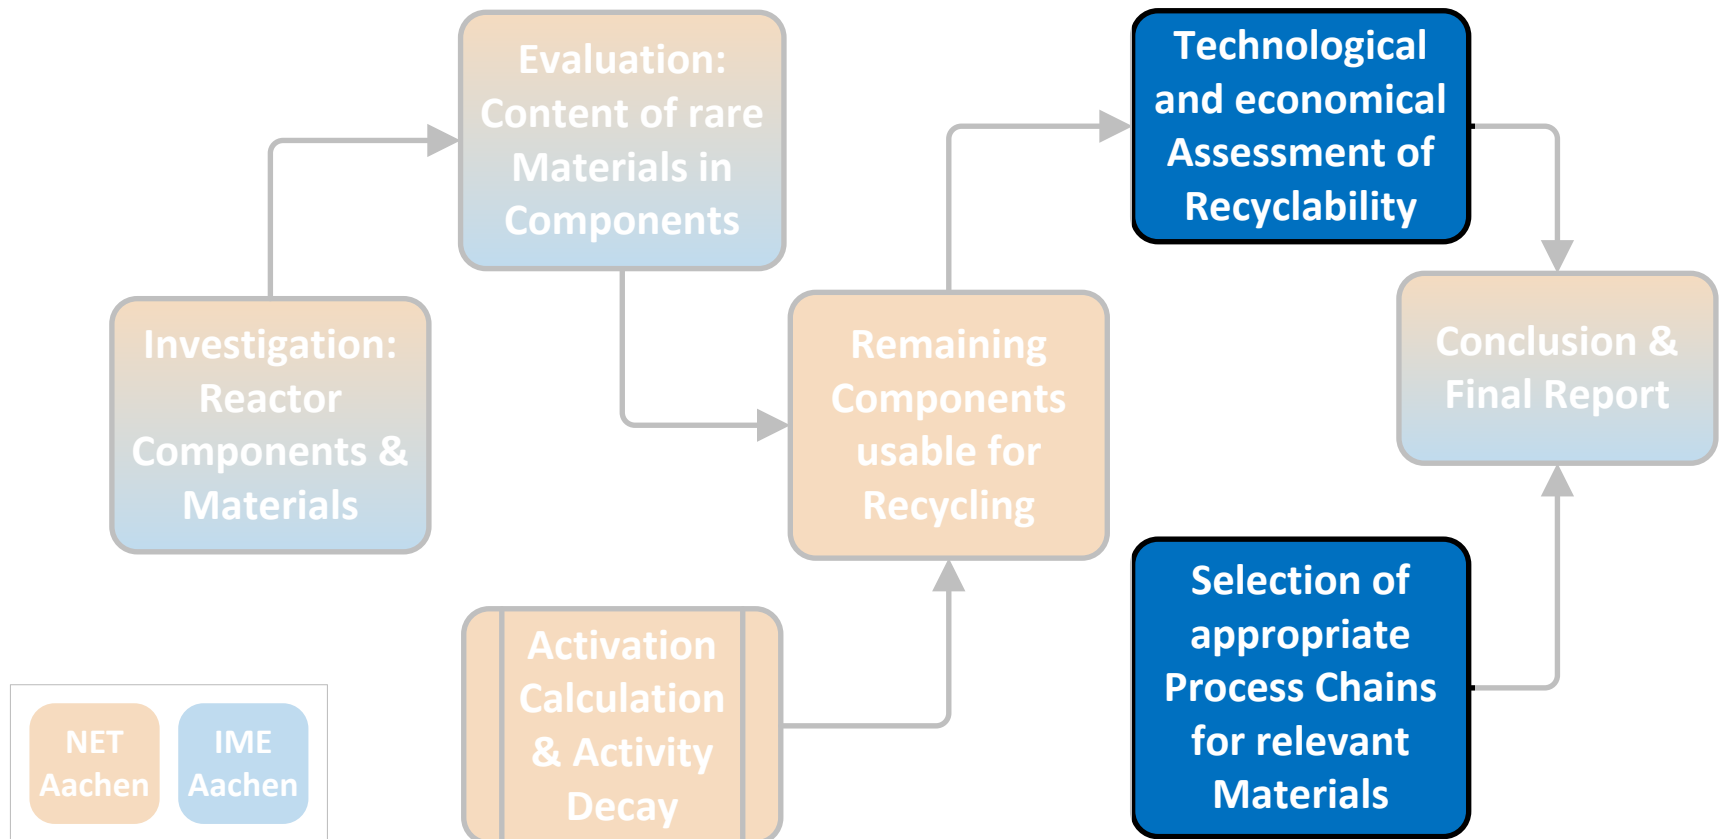 Investigation:
Reactor
Components &
Materials
Evaluation:
Content of rare
Materials in
Components
Remaining
Components
usable for
Recycling
Activation
Calculation
& Activity
Decay
Technological
and economical
Assessment of
Recyclability
Selection of
appropriate
Process Chains
for relevant
Materials
Conclusion &
Final Report
NET
Aachen
IME
Aachen